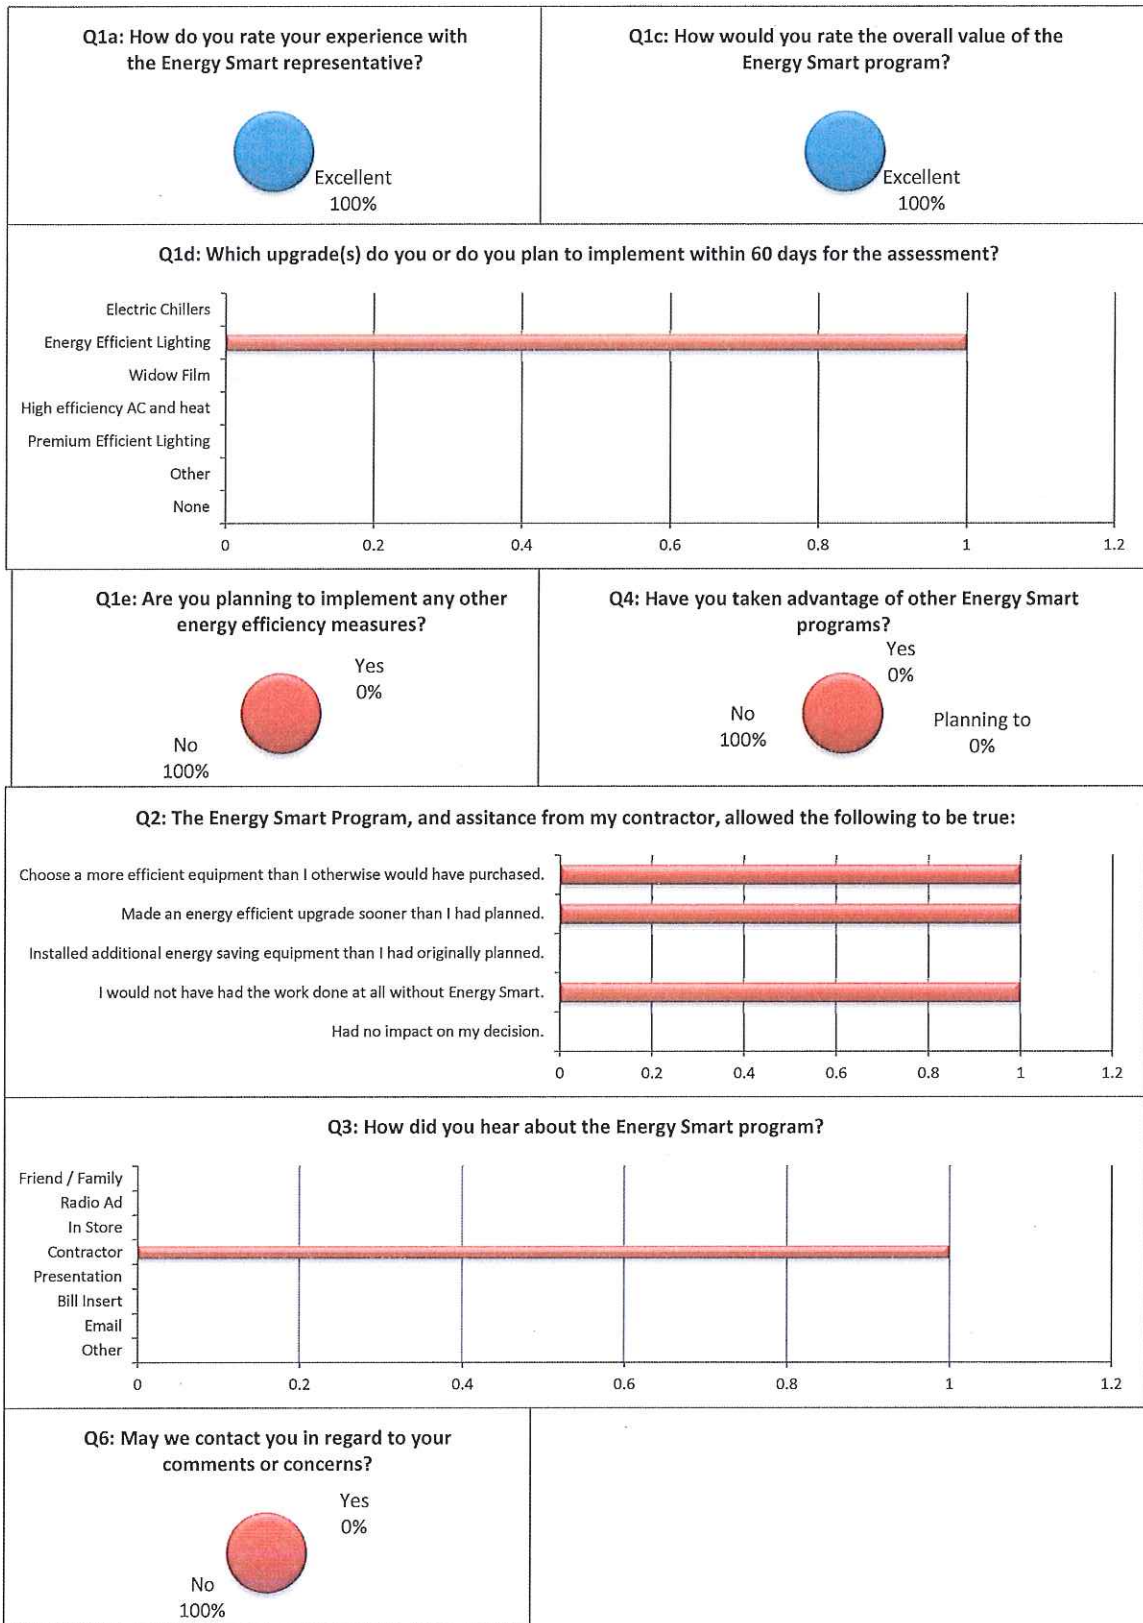 Q1a: How do you rate your experience with
the Energy Smart representative?
Excellent
100%
Q1c: How would you rate the overall value of the
Energy Smart program?
Excellent
100%
Q1d: Which upgrade(s) do you or do you plan to implement within 60 days for the assessment?
Electric Chillers
Energy Efficient Lighting
Widow Film
High efficiency AC and heat
Premium Efficient Lighting
Other
None
0 0.2 0.4 0.6 0.8 1 1.2
Q1e: Are you planning to implement any other
energy efficiency measures?
Yes
0%
No
100%
Q4: Have you taken advantage of other Energy Smart
programs?
Yes
0%
No
100%
Planning to
0%
Q2: The Energy Smart Program, and assitance from my contractor, allowed the following to be true:
Choose a more efficient equipment than I otherwise would have purchased.
Made an energy efficient upgrade sooner than I had planned.
Installed additional energy saving equipment than I had originally planned.
I would not have had the work done at all without Energy Smart.
Had no impact on my decision.
0 0.2 0.4 0.6 0.8 1 1.2
Q3: How did you hear about the Energy Smart program?
Friend / Family
Radio Ad
In Store
Contractor
Presentation
Bill Insert
Email
Other
0 0.2 0.4 0.6 0.8 1 1.2
Q6: May we contact you in regard to your
comments or concerns?
Yes
0%
No
100%